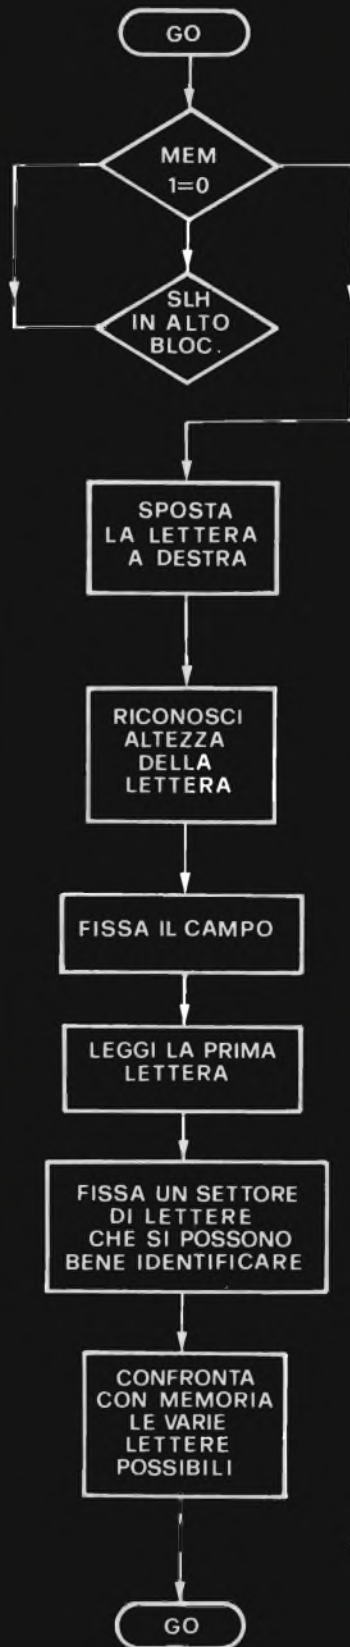 GO
MEM
1=0
SLH
IN ALTO
BLOC.
SPOSTA
LA LETTERA
A DESTRA
RICONOSCI
ALTEZZA
DELLA
LETTERA
FISSA IL CAMPO
LEGGI LA PRIMA
LETTERA
FISSA UN SETTORE
DI LETTERE
CHE SI POSSONO
BENE IDENTIFICARE
CONFRONTA
CON MEMORIA
LE VARIE
LETTERE
POSSIBILI
GO